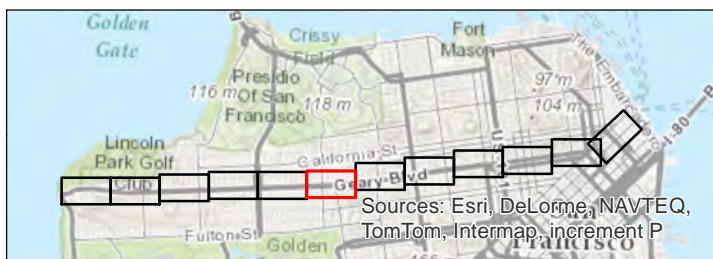 Golden
Gate
Crissy
Field
Fort
Mason
The Embarcadero
97 m
104 m
I-80
Presidio
Of San
Francisco
116 m
118 m
Lincoln
Park Golf
Club
California St
Geary Blvd
Fulton St
Golden
Sources: Esri, DeLorme, NAVTEQ,
TomTom, Intermap, increment P
San
Francisco